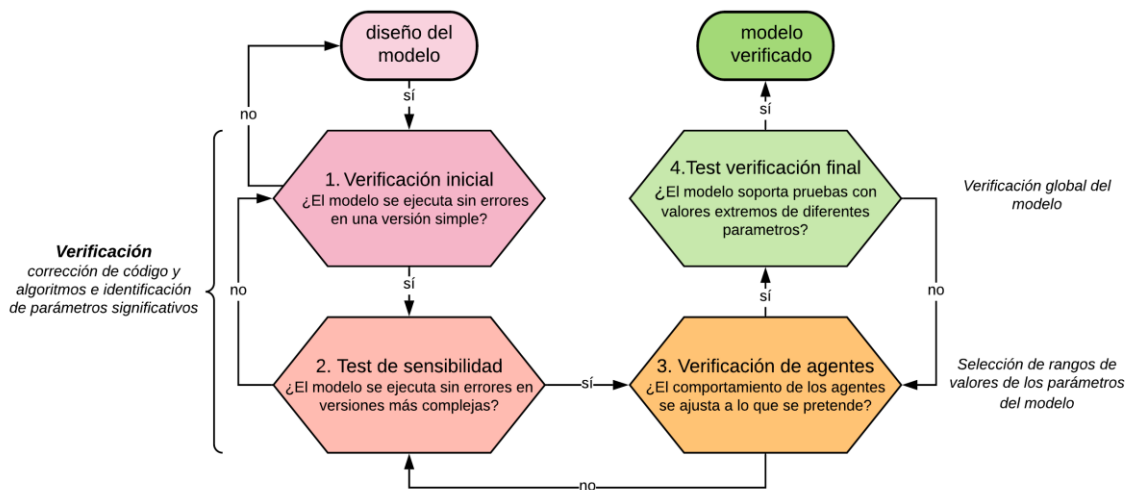 diseño del
modelo
modelo
verificado
sí
no
sí
1. Verificación inicial
¿El modelo se ejecuta sin errores
en una versión simple?
4.Test verificación final
¿El modelo soporta pruebas con
valores extremos de diferentes
parametros?
Verificación global del
modelo
Verificación
corrección de código y
algoritmos e identificación
de parámetros significativos
no
sí
sí
no
2. Test de sensibilidad
¿El modelo se ejecuta sin errores en
versiones más complejas?
sí
3. Verificación de agentes
¿El comportamiento de los agentes
se ajusta a lo que se pretende?
Selección de rangos de
valores de los parámetros
del modelo
no